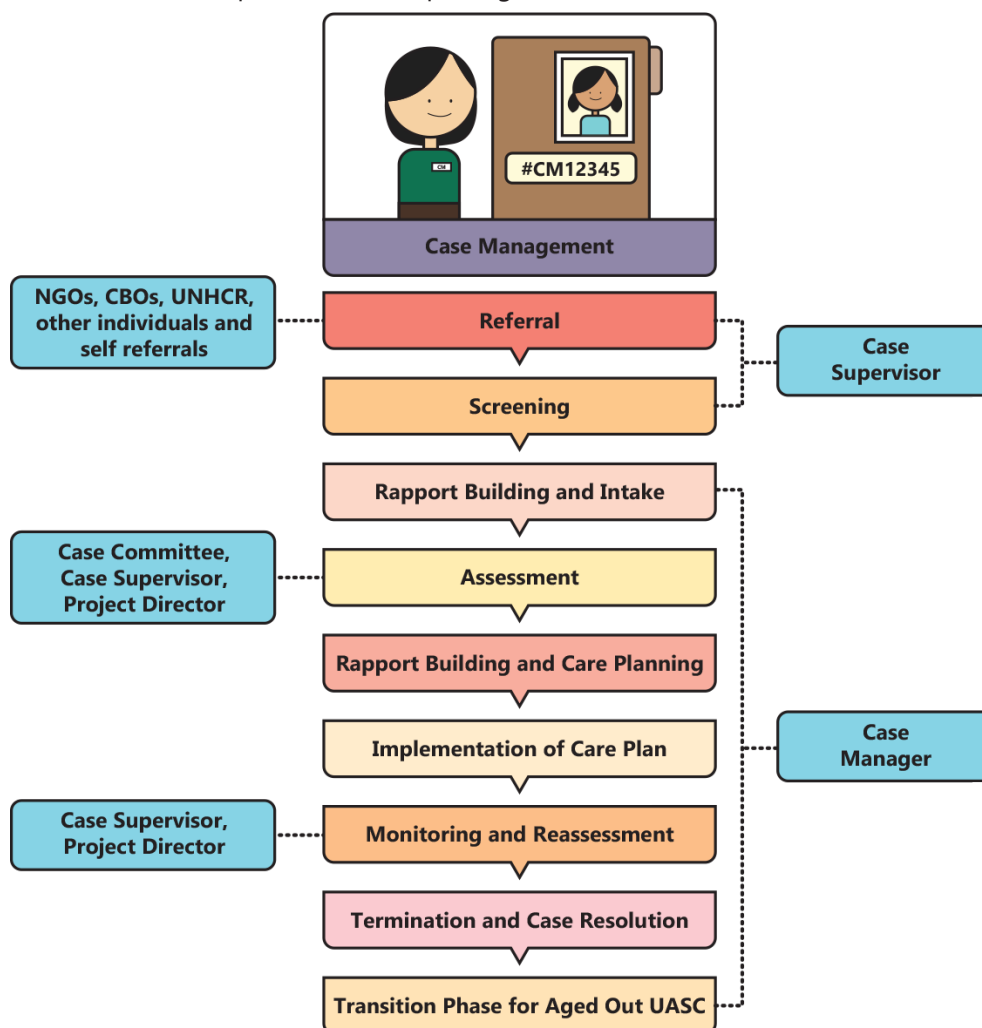 CM
#CM12345
Case Management
NGOs, CBOs, UNHCR,
other individuals and
self referrals
Referral
Case
Supervisor
Screening
Rapport Building and Intake
Case Committee,
Case Supervisor,
Project Director
Assessment
Rapport Building and Care Planning
Implementation of Care Plan
Case
Manager
Case Supervisor,
Project Director
Monitoring and Reassessment
Termination and Case Resolution
Transition Phase for Aged Out UASC